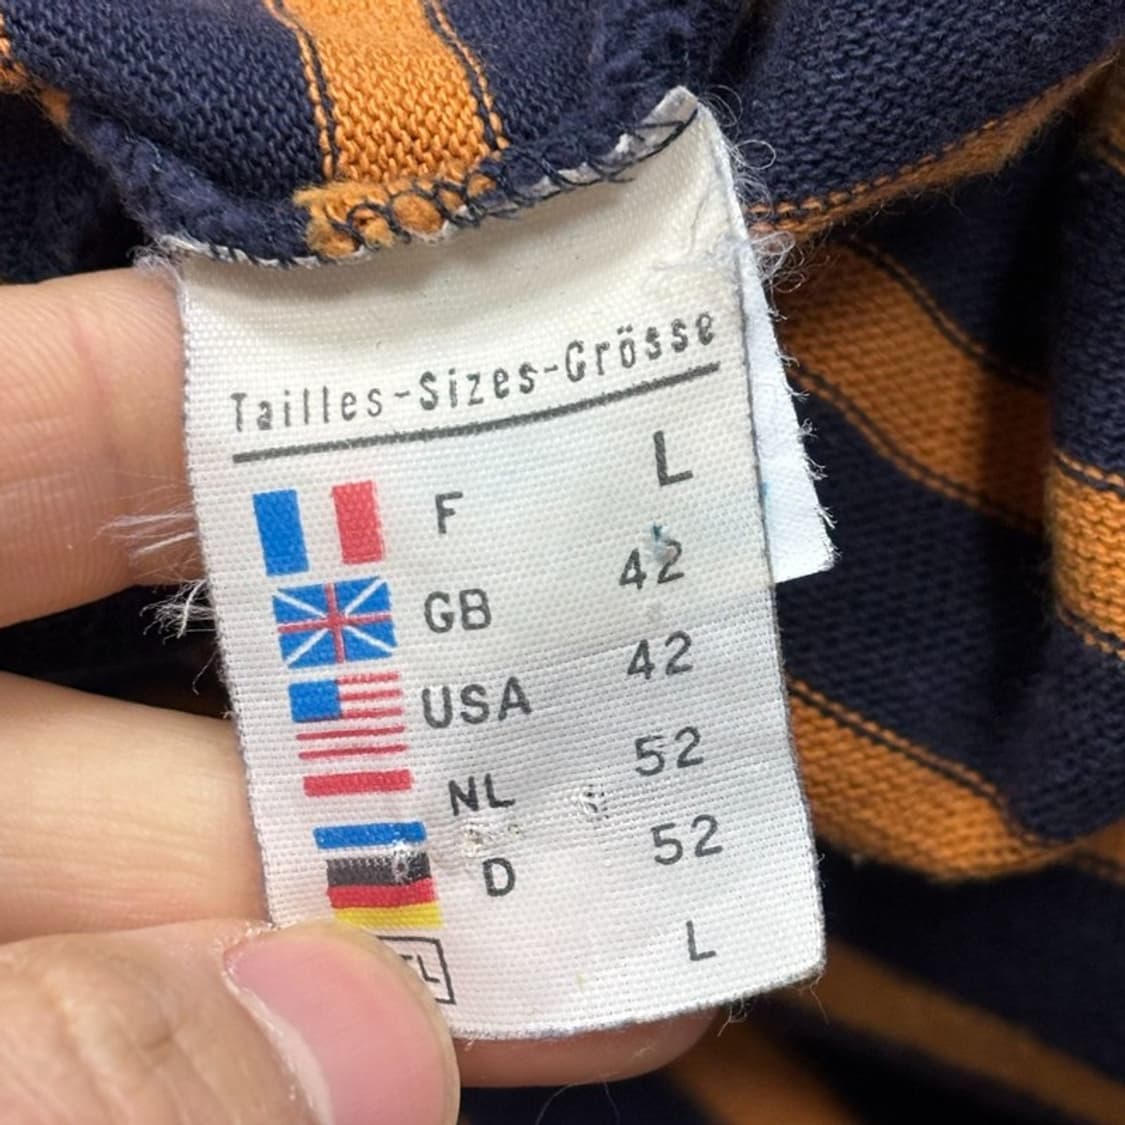 Tailles-Sizes-Grösse
F L
GB 42
USA 42
NL 52
D 52
L